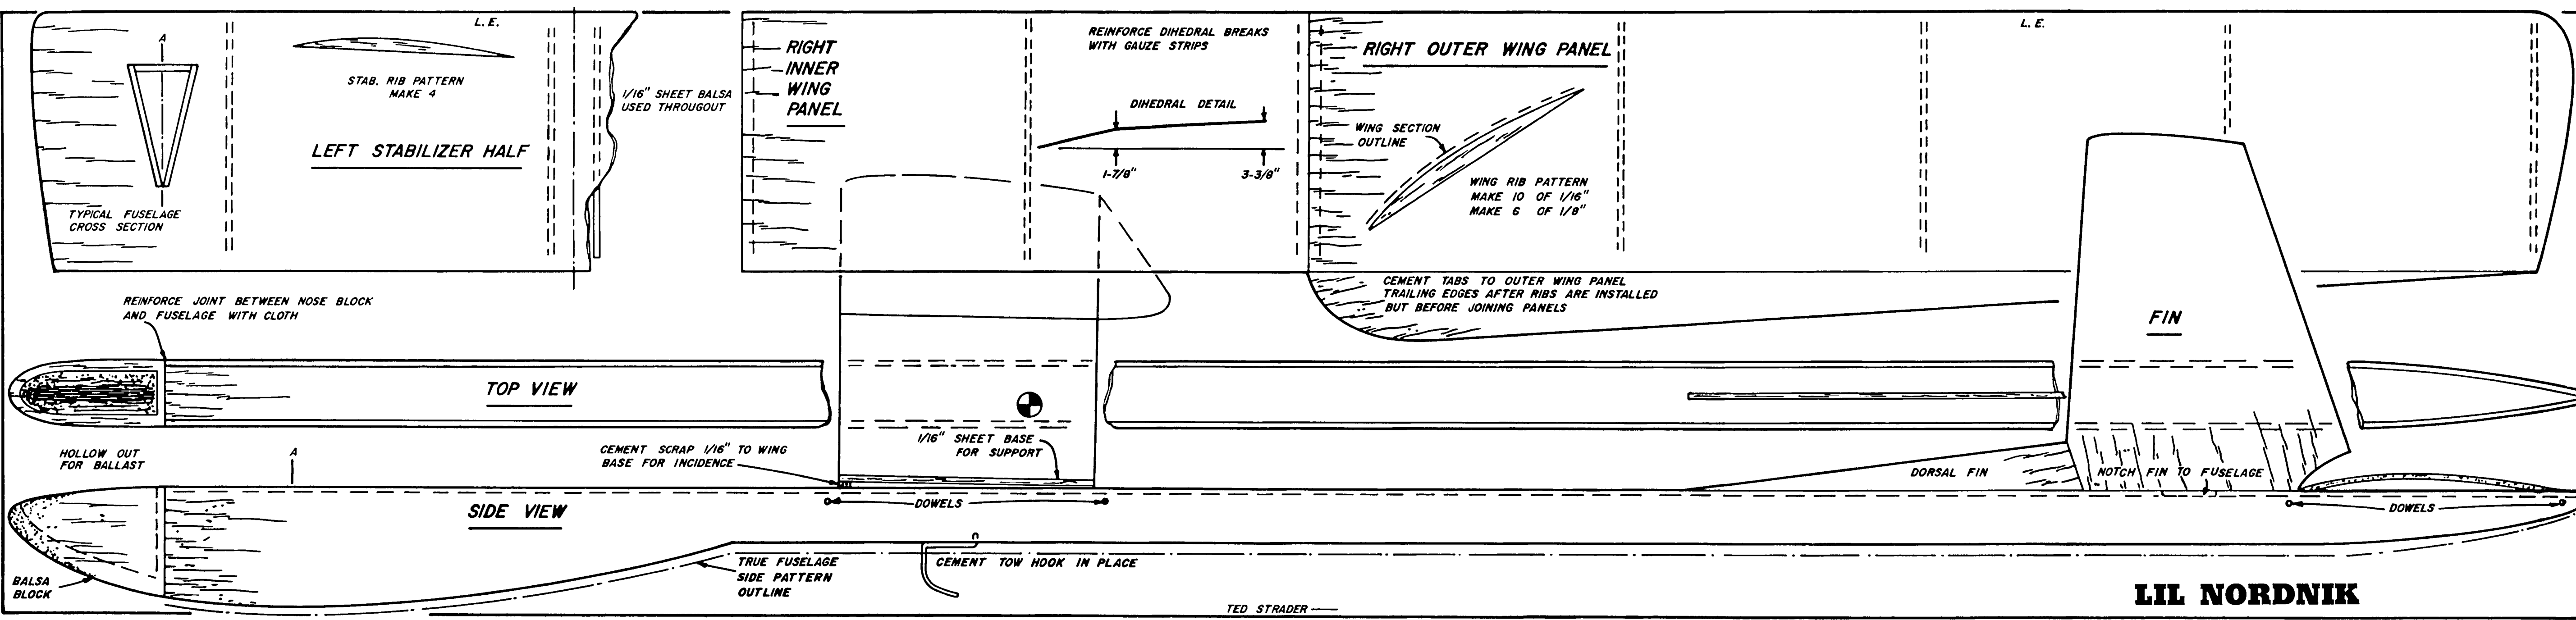 L. E.
A
STAB. RIB PATTERN
MAKE 4
1/16" SHEET BALSA
USED THROUGOUT
LEFT STABILIZER HALF
TYPICAL FUSELAGE
CROSS SECTION
RIGHT
INNER
WING
PANEL
REINFORCE DIHEDRAL BREAKS
WITH GAUZE STRIPS
DIHEDRAL DETAIL
1-7/8"
3-3/8"
RIGHT OUTER WING PANEL
L. E.
WING SECTION
OUTLINE
WING RIB PATTERN
MAKE 10 OF 1/16"
MAKE 6 OF 1/8"
CEMENT TABS TO OUTER WING PANEL
TRAILING EDGES AFTER RIBS ARE INSTALLED
BUT BEFORE JOINING PANELS
FIN
REINFORCE JOINT BETWEEN NOSE BLOCK
AND FUSELAGE WITH CLOTH
TOP VIEW
HOLLOW OUT
FOR BALLAST
A
CEMENT SCRAP 1/16" TO WING
BASE FOR INCIDENCE
1/16" SHEET BASE
FOR SUPPORT
DORSAL FIN
NOTCH FIN TO FUSELAGE
SIDE VIEW
DOWELS
DOWELS
BALSA
BLOCK
TRUE FUSELAGE
SIDE PATTERN
OUTLINE
CEMENT TOW HOOK IN PLACE
TED STRADER
LIL NORDNIK